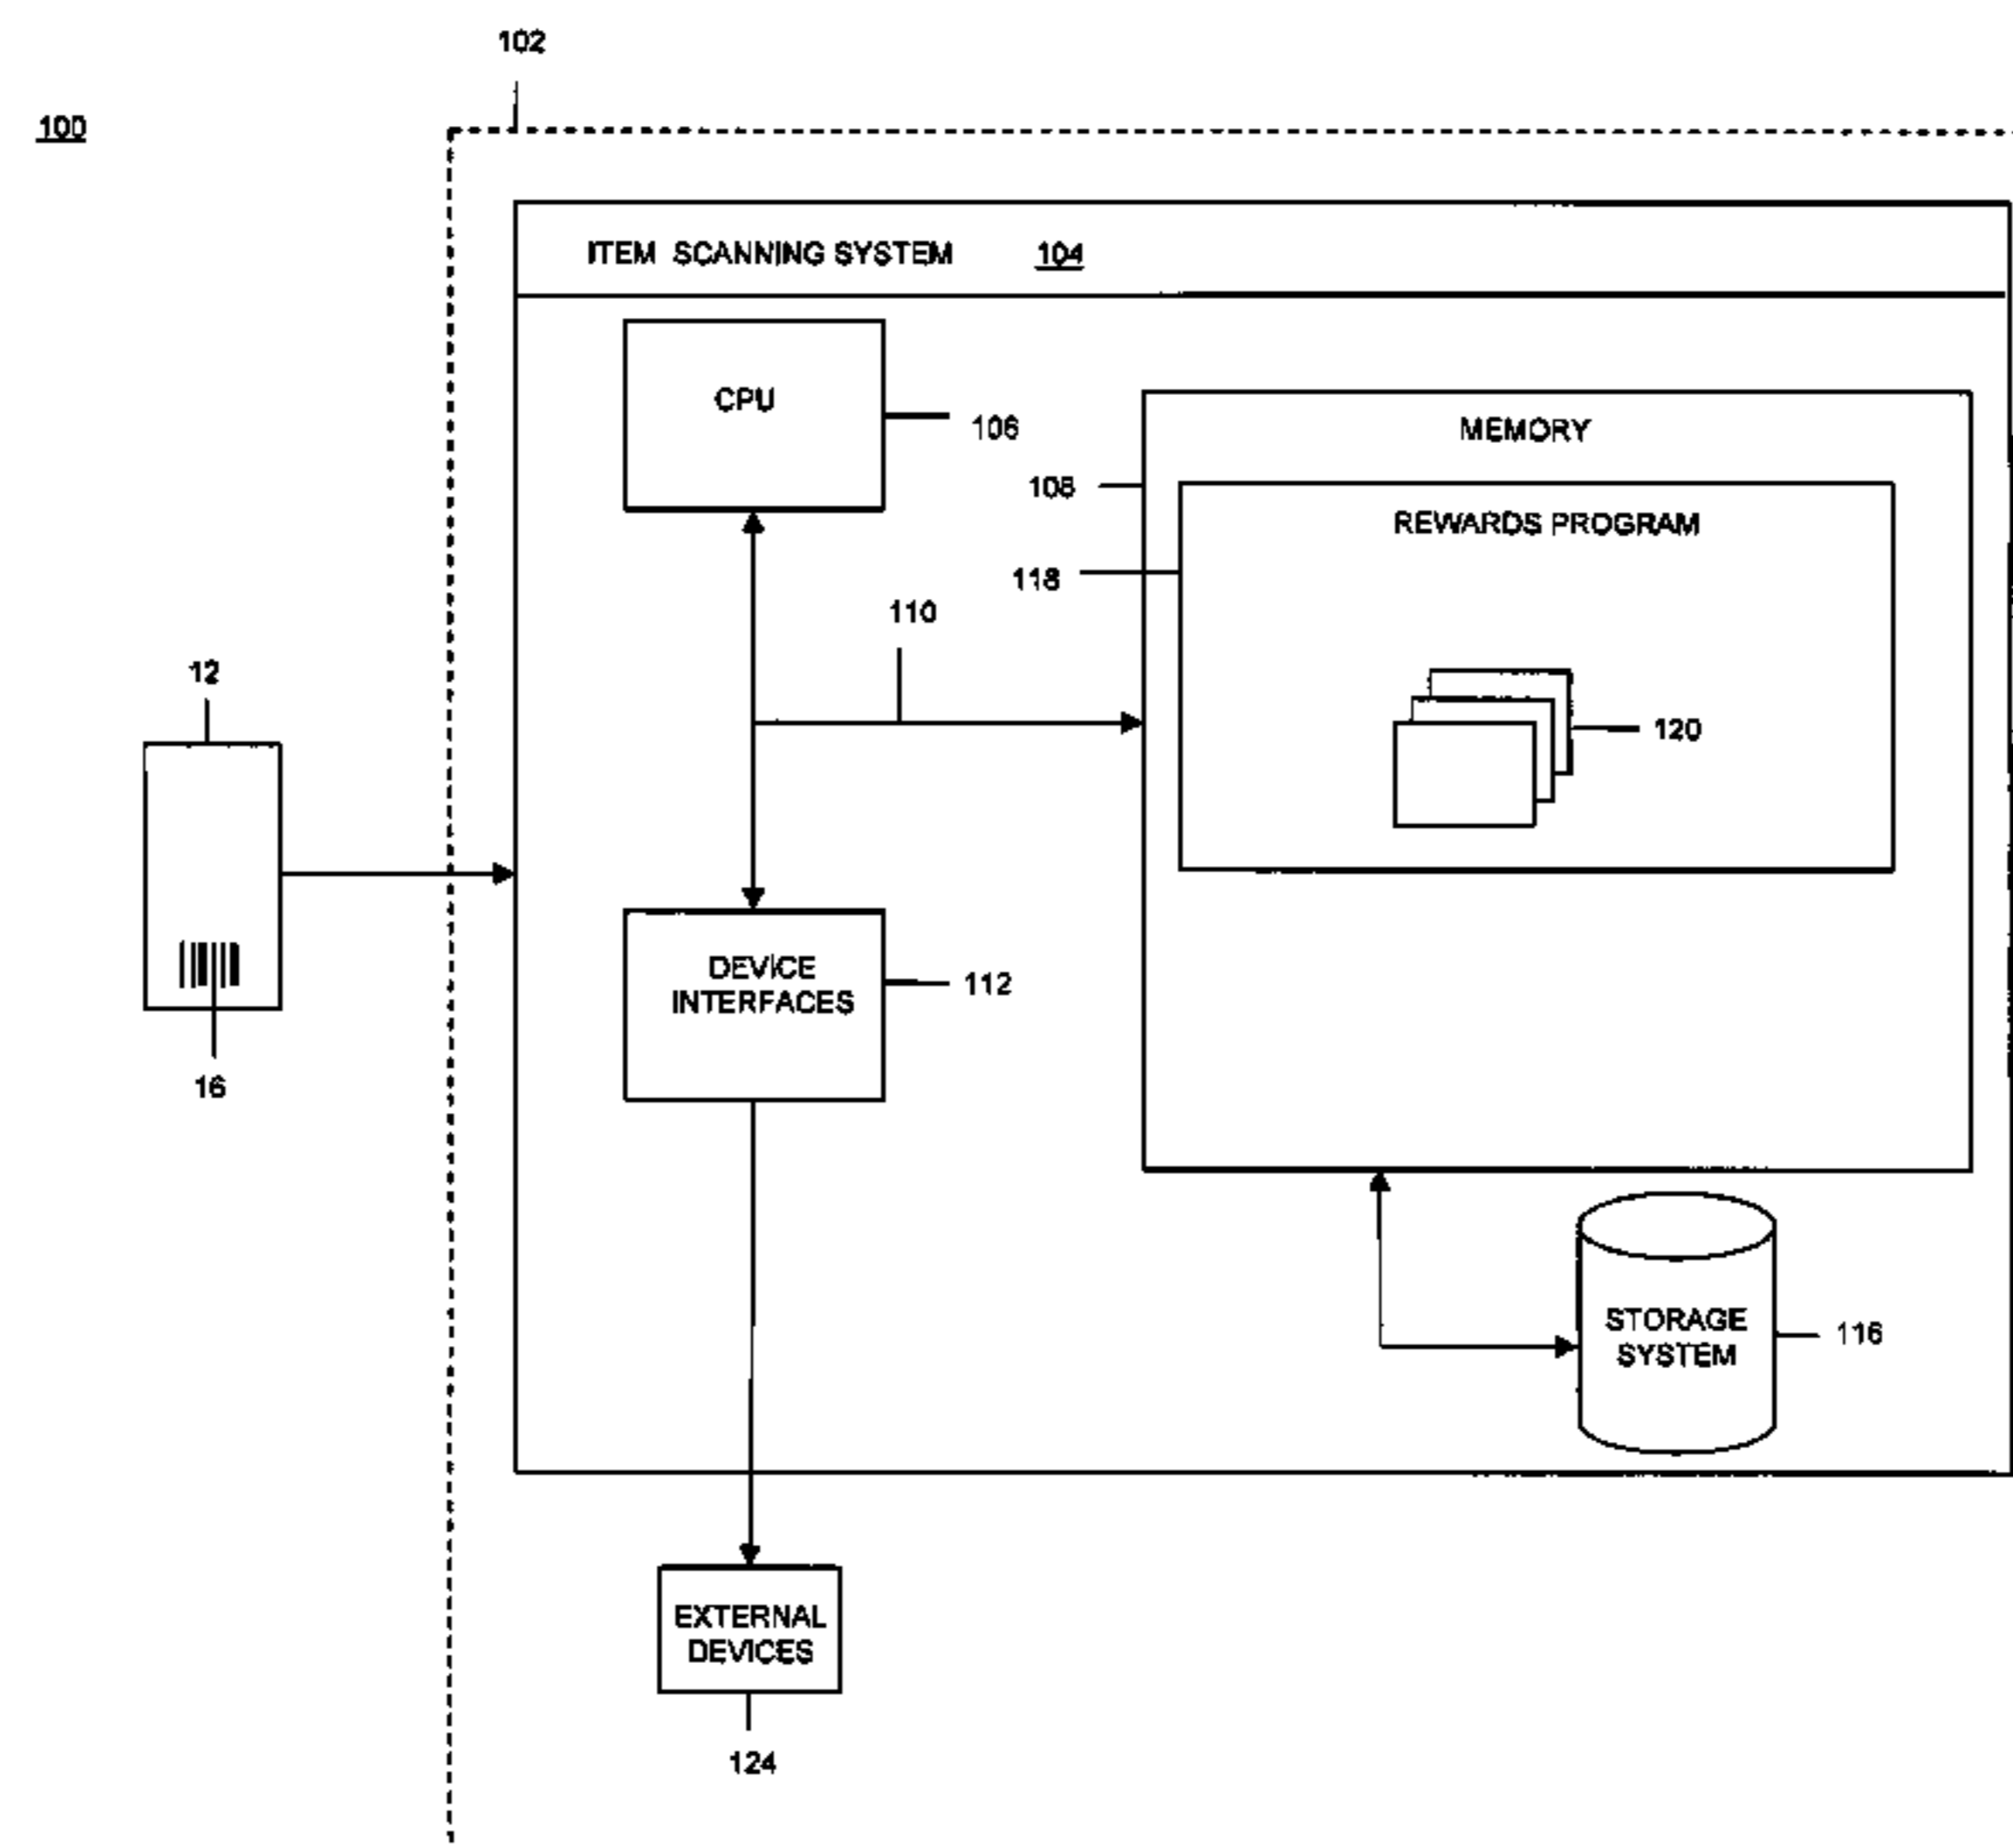 102
100
ITEM SCANNING SYSTEM 104
CPU
106
MEMORY
108
REWARDS PROGRAM
118
110
12
120
DEVICE
INTERFACES
112
16
STORAGE
SYSTEM
116
EXTERNAL
DEVICES
124